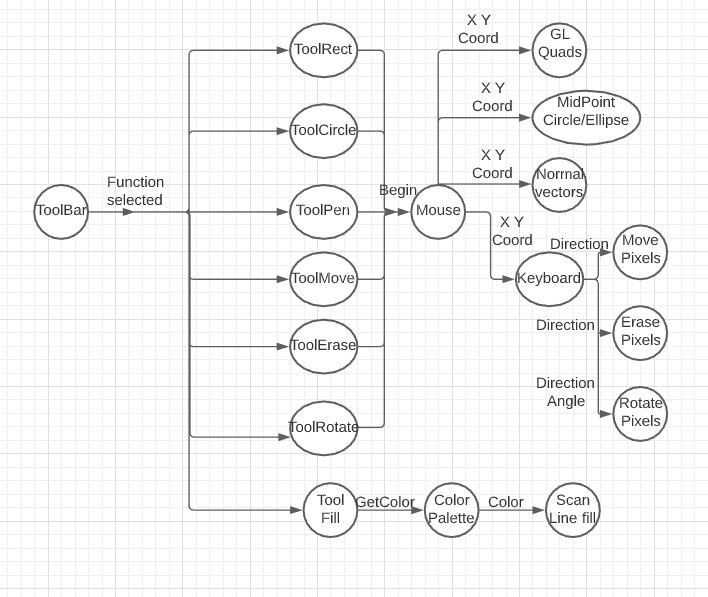 ToolBar
Function
selected
ToolRect
ToolCircle
ToolPen
ToolMove
ToolErase
ToolRotate
Begin
Mouse
X Y
Coord
GL
Quads
X Y
Coord
MidPoint
Circle/Ellipse
X Y
Coord
Normal
vectors
X Y
Coord
Keyboard
Direction
Move
Pixels
Direction
Erase
Pixels
Direction
Angle
Rotate
Pixels
Tool
Fill
GetColor
Color
Palette
Color
Scan
Line fill